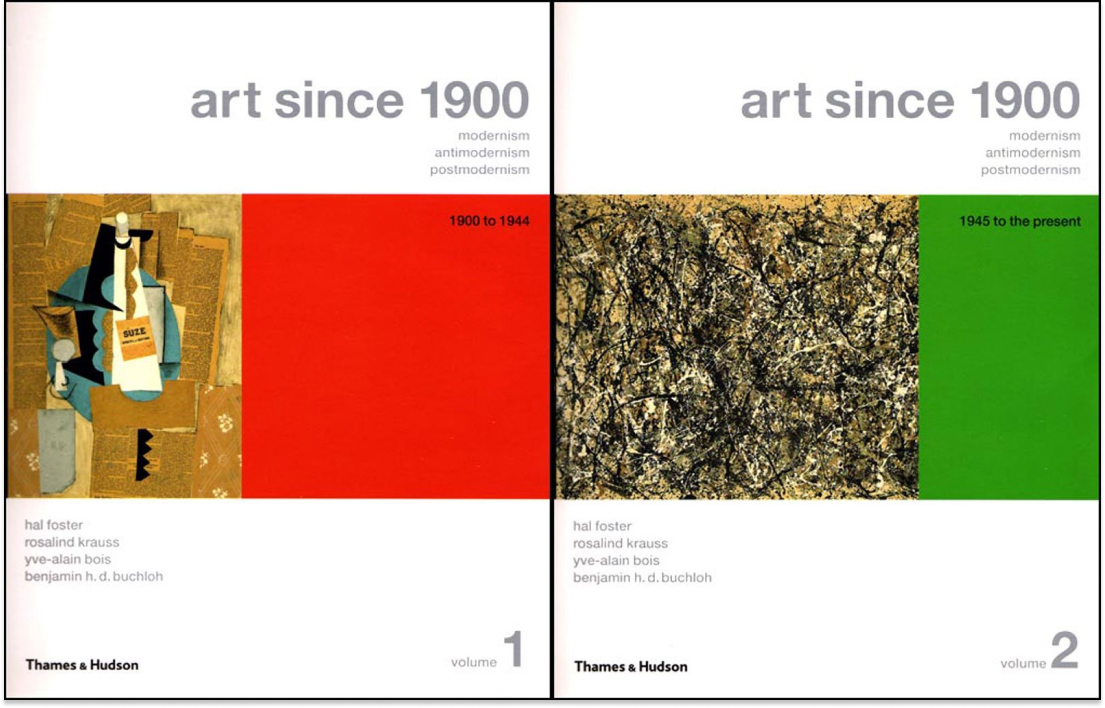 art since 1900
modernism
antimodernism
postmodernism
1900 to 1944
SUZE
hal foster
rosalind krauss
yve-alain bois
benjamin h. d. buchloh
Thames & Hudson
volume 1
art since 1900
modernism
antimodernism
postmodernism
1945 to the present
hal foster
rosalind krauss
yve-alain bois
benjamin h. d. buchloh
Thames & Hudson
volume 2